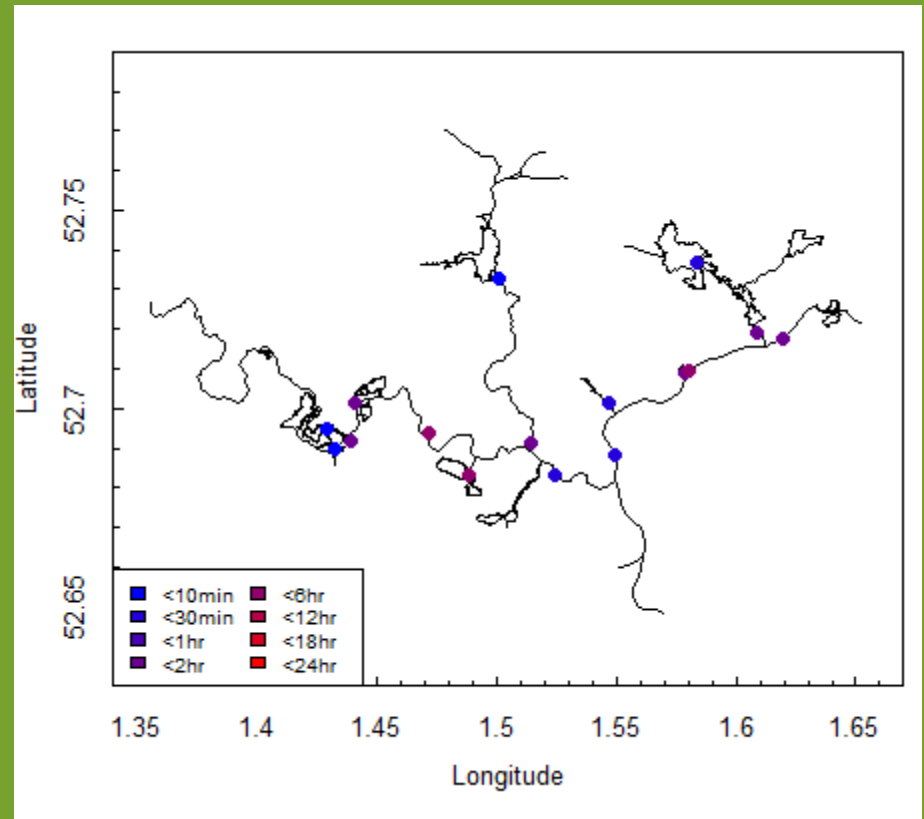 52.75
52.7
52.65
Latitude
<10min
<30min
<1hr
<2hr
<6hr
<12hr
<18hr
<24hr
1.35 1.4 1.45 1.5 1.55 1.6 1.65
Longitude